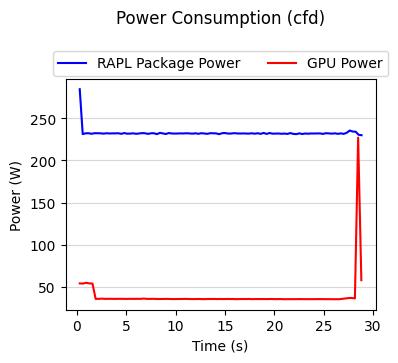 Power Consumption (cfd)
RAPL Package Power
GPU Power
Power (W)
250
200
150
100
50
0
5
10
15
20
25
30
Time (s)